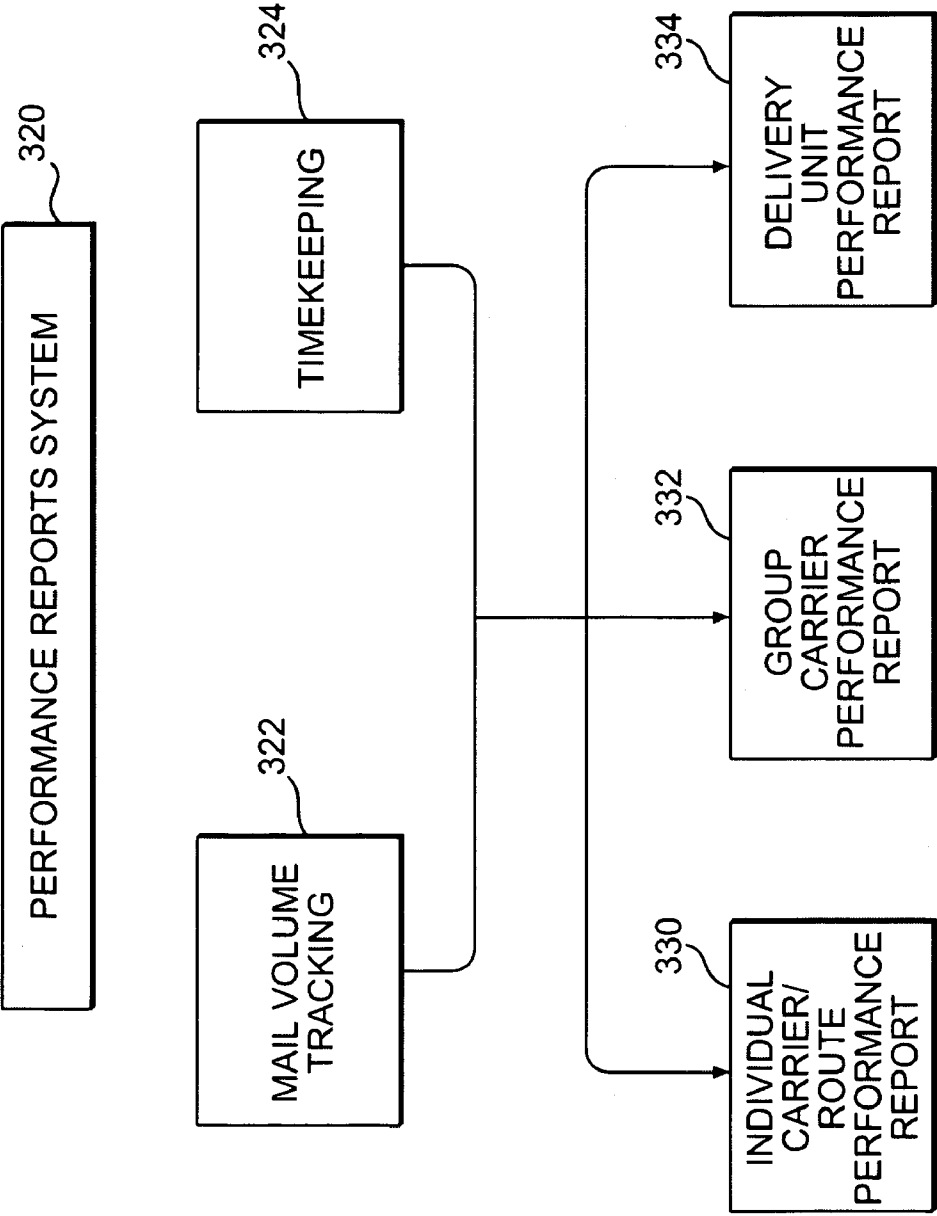 PERFORMANCE REPORTS SYSTEM
320
MAIL VOLUME
TRACKING
322
TIMEKEEPING
324
INDIVIDUAL
CARRIER/
ROUTE
PERFORMANCE
REPORT
330
GROUP
CARRIER
PERFORMANCE
REPORT
332
DELIVERY
UNIT
PERFORMANCE
REPORT
334